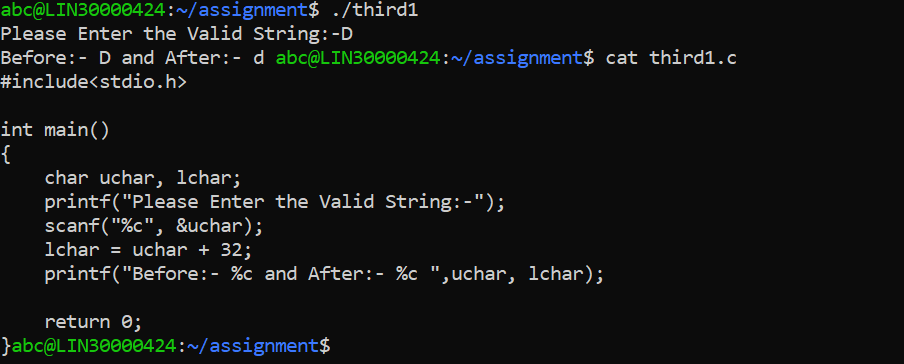 abc@LIN30000424:~/assignment$ ./third1
Please Enter the Valid String:-D
Before:- D and After:- d abc@LIN30000424:~/assignment$ cat third1.c
#include<stdio.h>
int main()
{
    char uchar, lchar;
    printf("Please Enter the Valid String:-");
    scanf("%c", &uchar);
    lchar = uchar + 32;
    printf("Before:- %c and After:- %c ",uchar, lchar);
    return 0;
}abc@LIN30000424:~/assignment$